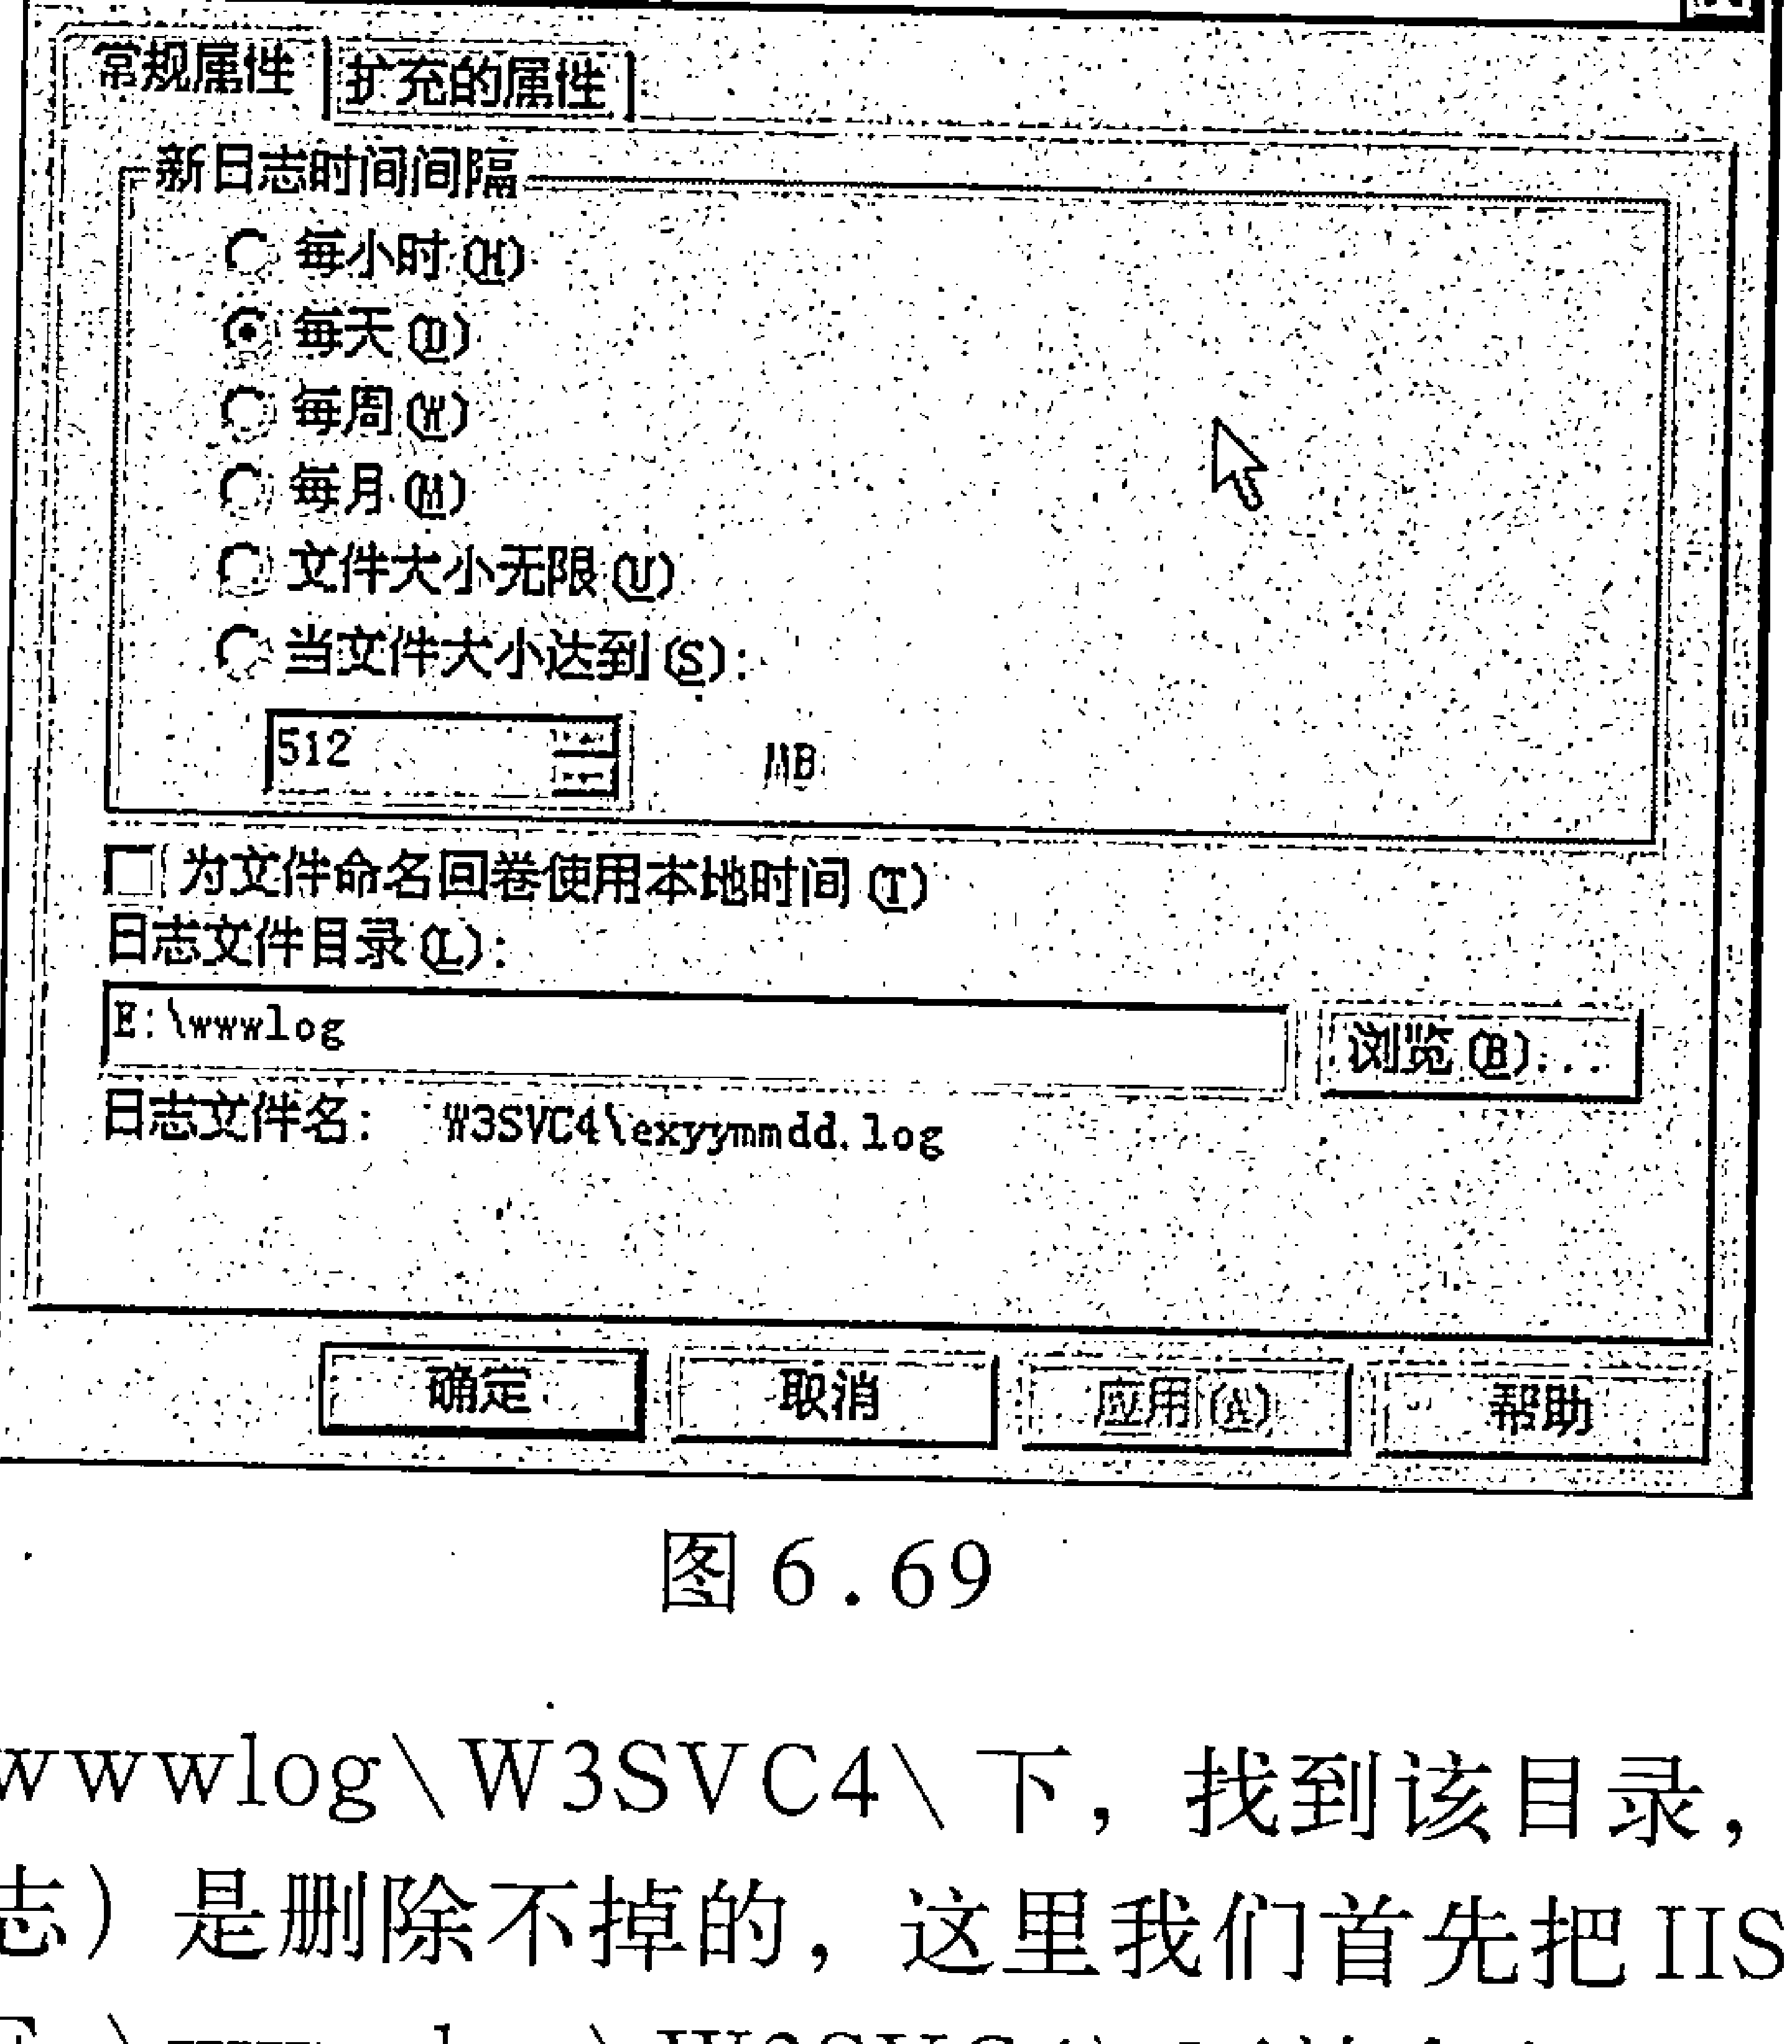 常规属性 扩充的属性
新日志时间间隔
每小时(H)
每天(D)
每周(W)
每月(M)
文件大小无限(U)
当文件大小达到(S):
512 MB
为文件命名回卷使用本地时间(T)
日志文件目录(L):
E:\wwwlog 浏览(B)...
日志文件名: W3SVC4\exyymmdd.log
确定 取消 应用(A) 帮助
图 6.69
wwwlog\W3SVC4\下，找到该目录，
志）是删除不掉的，这里我们首先把 IIS